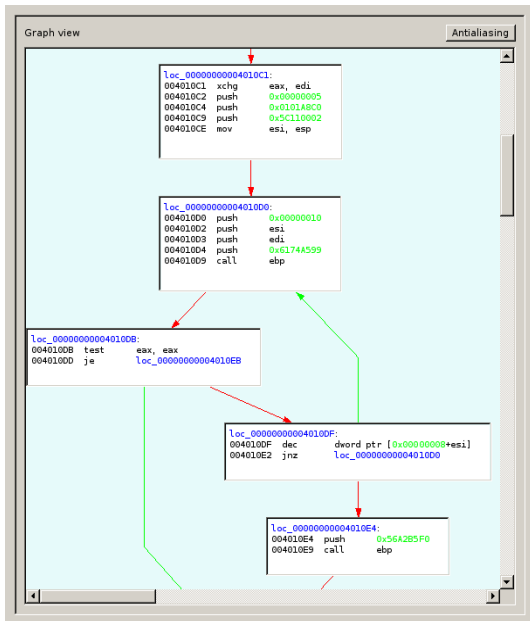 Graph view
Antialiasing
loc_00000000004010C1:
004010C1 xchg eax, edi
004010C2 push 0x00000005
004010C4 push 0x0101A8C0
004010C9 push 0x5C110002
004010CE mov esi, esp
loc_00000000004010D0:
004010D0 push 0x00000010
004010D2 push esi
004010D3 push edi
004010D4 push 0x6174A599
004010D9 call ebp
loc_00000000004010DB:
004010DB test eax, eax
004010DD je loc_00000000004010EB
loc_00000000004010DF:
004010DF dec dword ptr [0x00000008+esi]
004010E2 jnz loc_00000000004010D0
loc_00000000004010E4:
004010E4 push 0x56A2B5F0
004010E9 call ebp